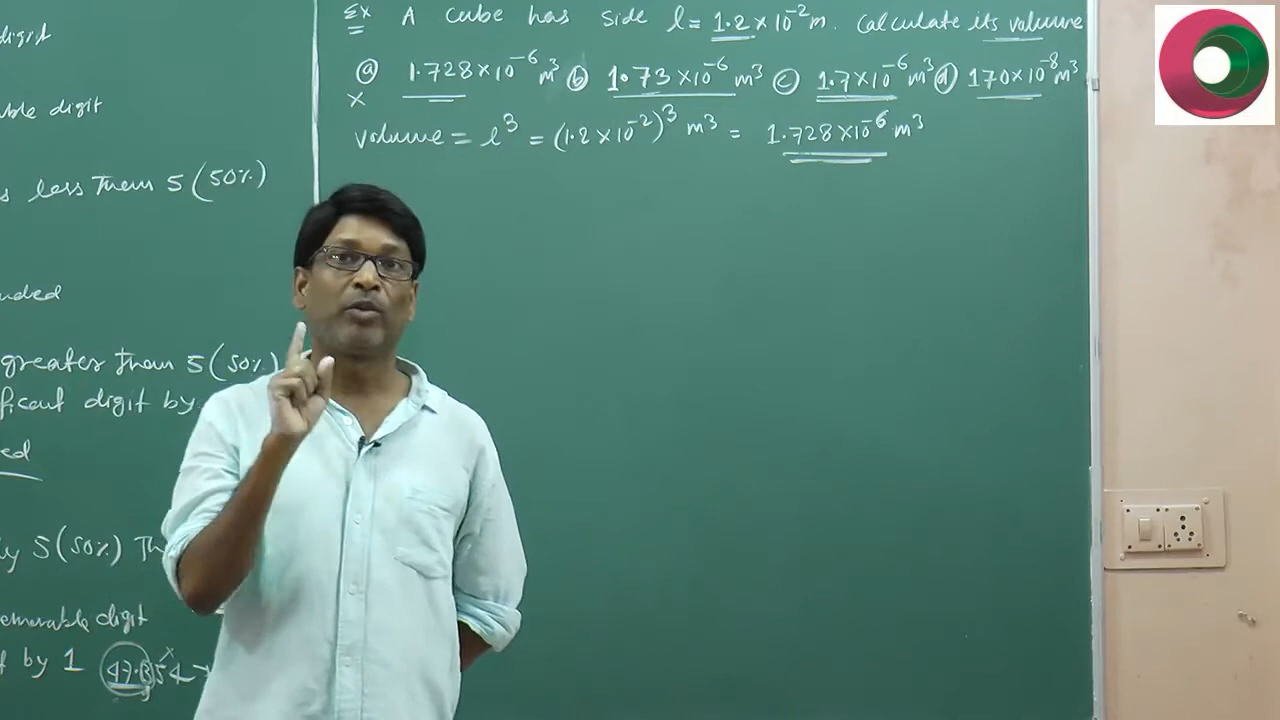 digit
able digit
s less than 5 (50%)
nded
greater than 5 (50%)
ficant digit by
ed
ly 5 (50%) Th
emovable digit
t by 1
Ex A cube has side l = 1.2 × 10⁻² m. Calculate its volume
ⓐ 1.728 × 10⁻⁶ m³ ⓑ 1.73 × 10⁻⁶ m³ ⓒ 1.7 × 10⁻⁶ m³ ⓓ 170 × 10⁻⁸ m³
×
volume = l³ = (1.2 × 10⁻²)³ m³ = 1.728 × 10⁻⁶ m³